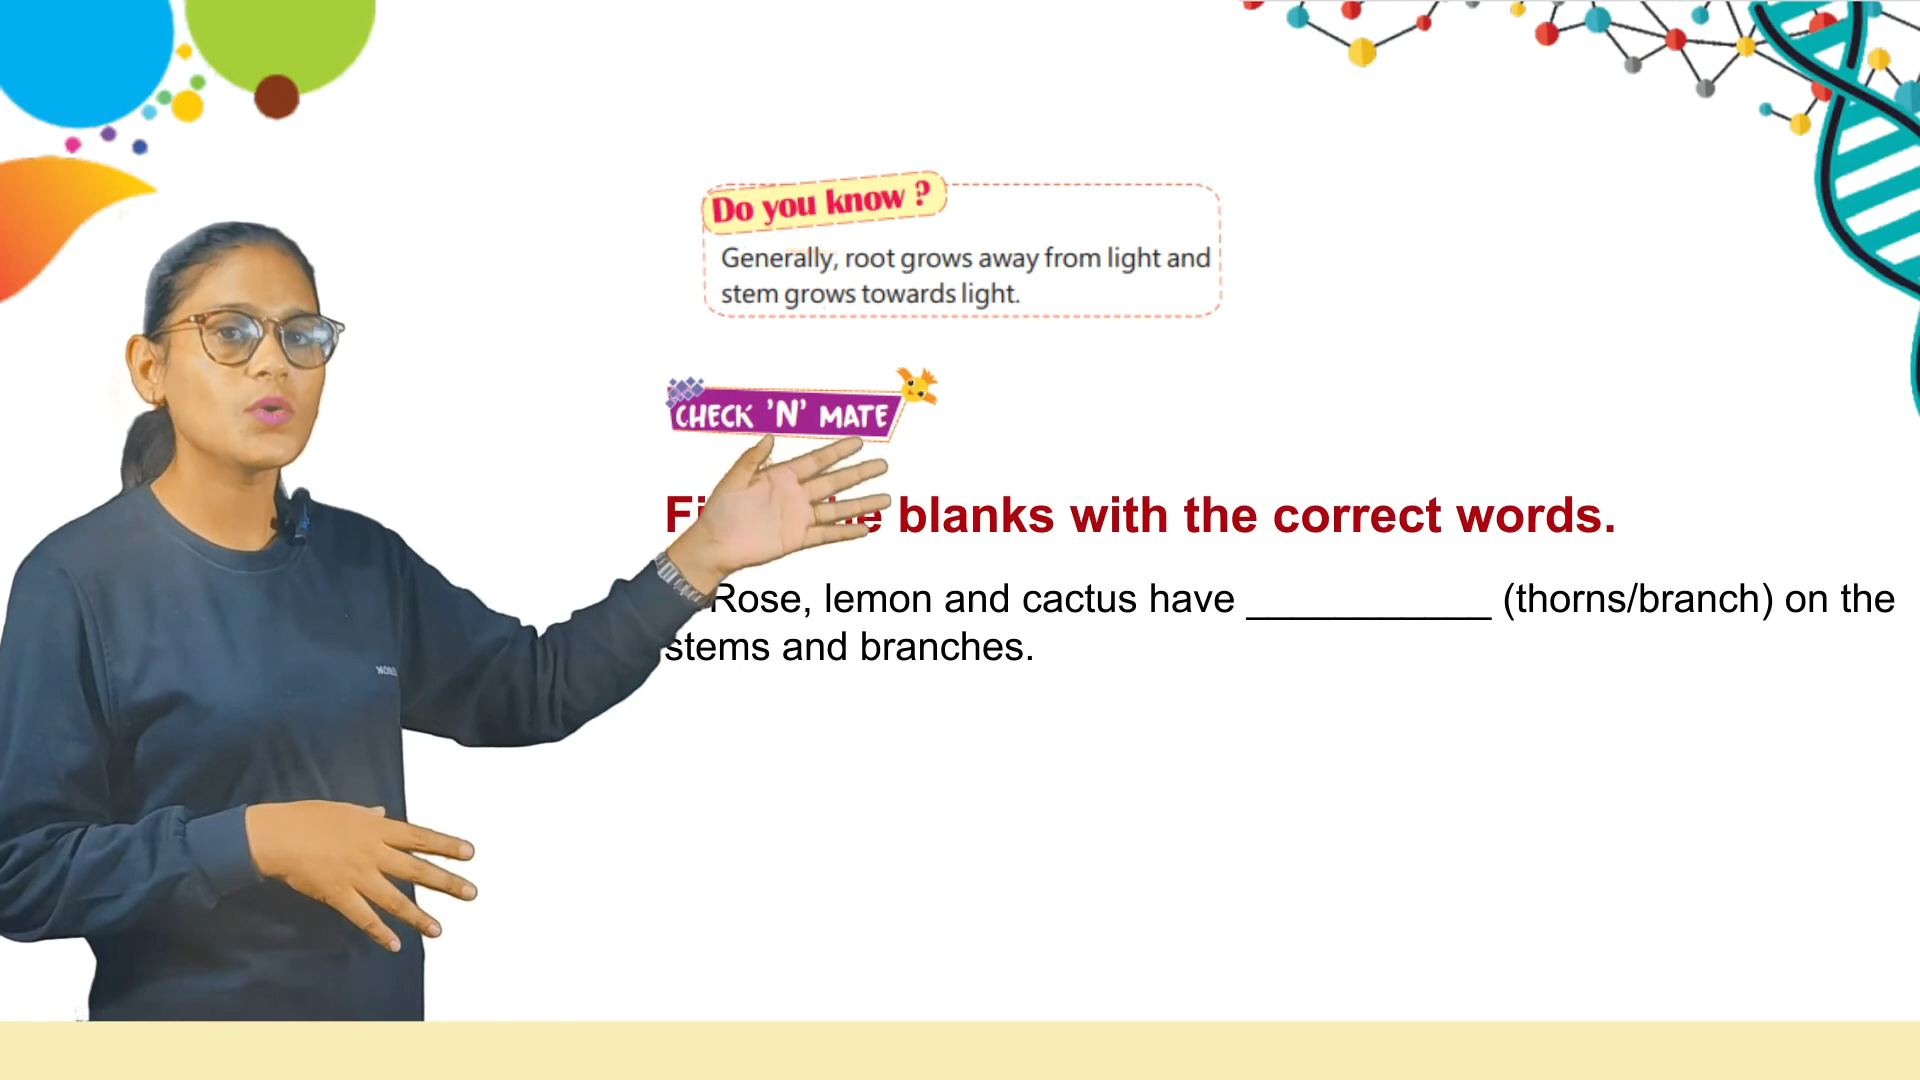 Do you know ?
Generally, root grows away from light and
stem grows towards light.
CHECK 'N' MATE
blanks with the correct words.
Rose, lemon and cactus have ___________ (thorns/branch) on the
stems and branches.